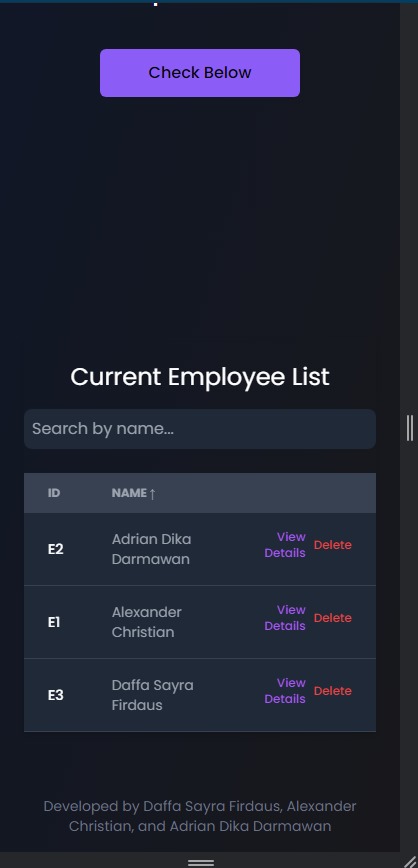 Check Below
Current Employee List
Search by name...
ID NAME ↑
E2 Adrian Dika Darmawan View Details Delete
E1 Alexander Christian View Details Delete
E3 Daffa Sayra Firdaus View Details Delete
Developed by Daffa Sayra Firdaus, Alexander
Christian, and Adrian Dika Darmawan